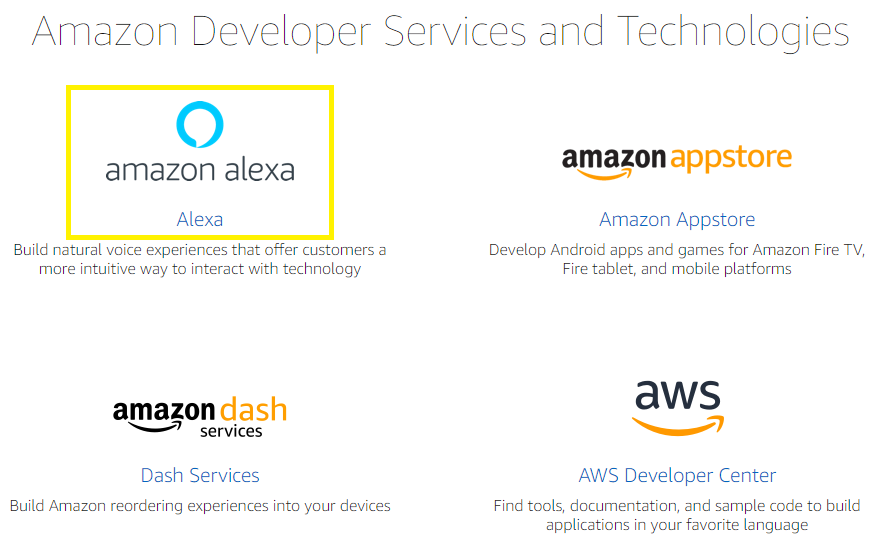 Amazon Developer Services and Technologies
amazon alexa
Alexa
Build natural voice experiences that offer customers a
more intuitive way to interact with technology
amazon appstore
Amazon Appstore
Develop Android apps and games for Amazon Fire TV,
Fire tablet, and mobile platforms
amazon dash
services
Dash Services
Build Amazon reordering experiences into your devices
aws
AWS Developer Center
Find tools, documentation, and sample code to build
applications in your favorite language